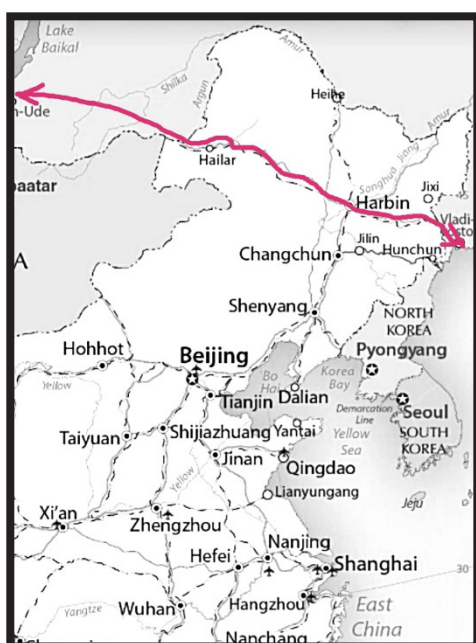 Lake
Baikal
Amur
Shilka
Argun
n-Ude
Heihe
Amur
Hailar
Songhua Jiang
Jixi
baatar
Harbin
Vladi-
osto
Jilin
Hunchun
A
Changchun
Shenyang
NORTH
KOREA
Hohhot
Beijing
Pyongyang
Bo
Hai
Korea
Bay
Yellow
Tianjin
Dalian
Demarcation
Line
Seoul
Taiyuan
Shijiazhuang
Yantai
Yellow
Sea
SOUTH
KOREA
Jinan
Qingdao
Yellow
Lianyungang
Jeju
Xi'an
Zhengzhou
Nanjing
Hefei
Shanghai
30
Yangtze
Wuhan
Hangzhou
East
China
Nanchang